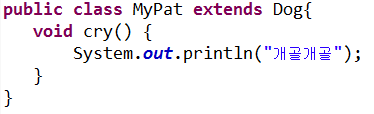 public class MyPat extends Dog{
    void cry() {
        System.out.println("개골개골");
    }
}